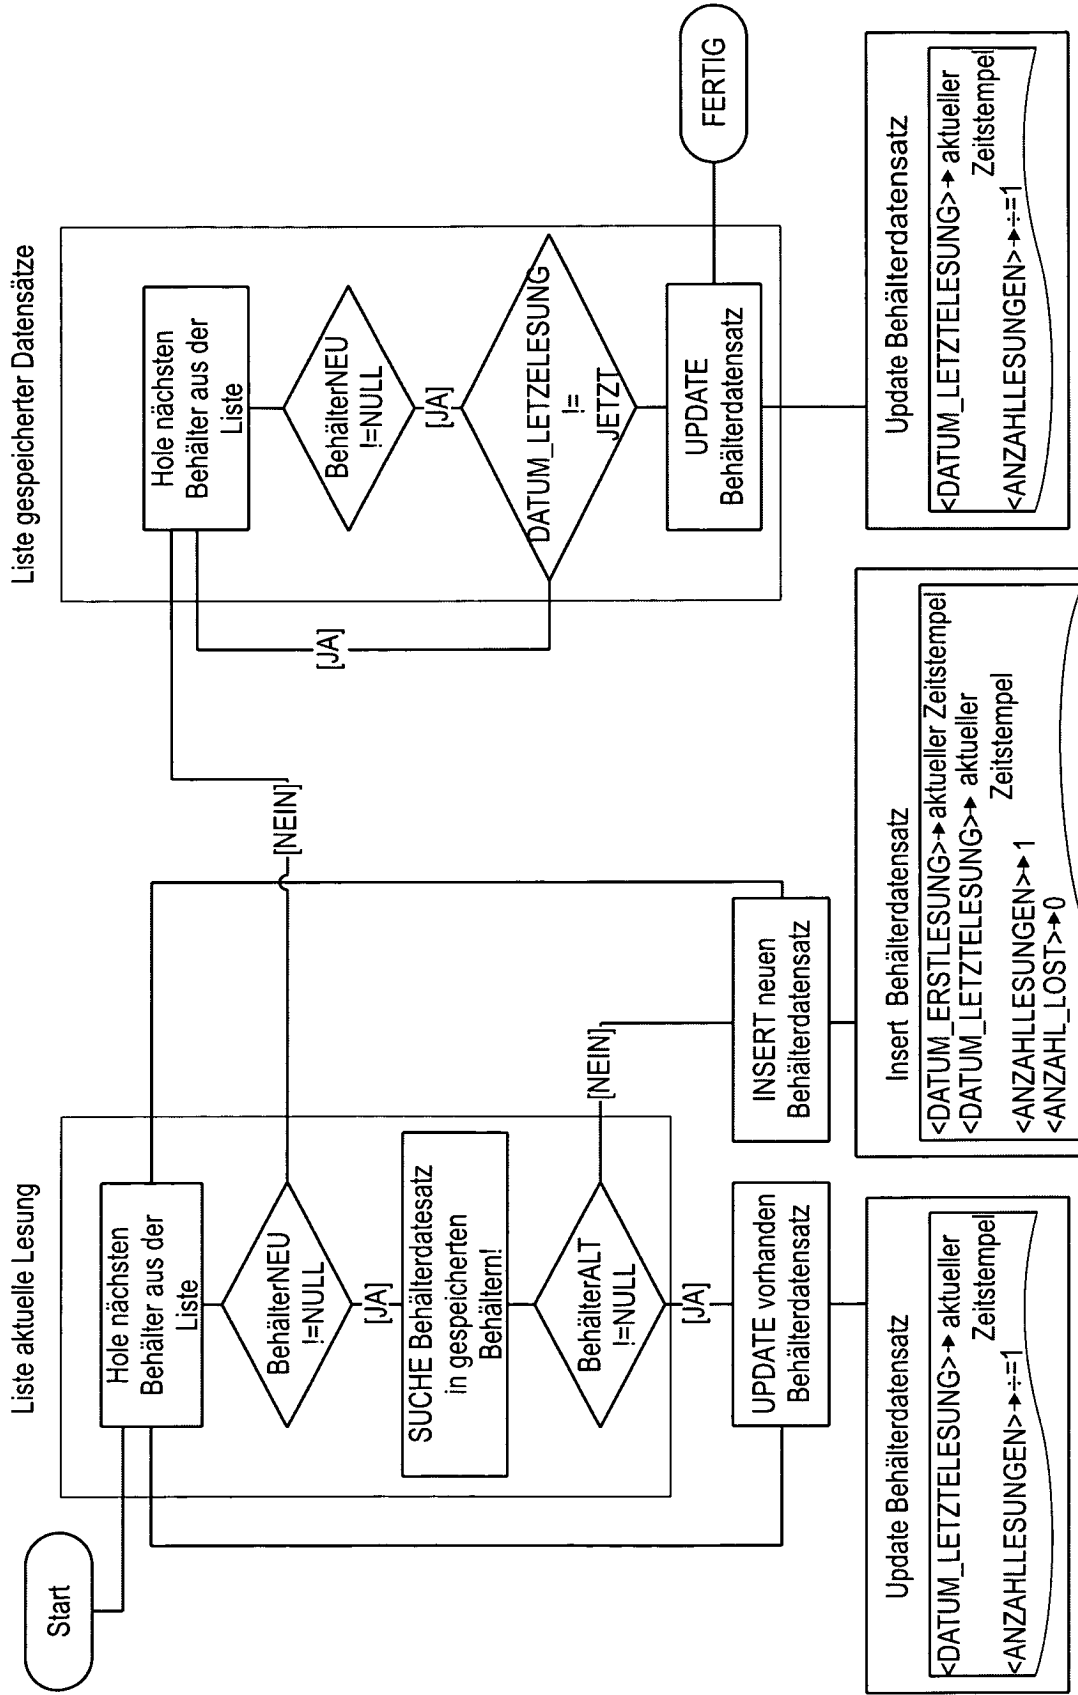 Liste aktuelle Lesung
Start
Hole nächsten
Behälter aus der
Liste
BehälterNEU
!=NULL
[NEIN]
[JA]
SUCHE Behälterdatesatz
in gespeicherten
Behältern!
BehälterALT
!=NULL
[NEIN]
[JA]
UPDATE vorhanden
Behälterdatensatz
INSERT neuen
Behälterdatensatz
Update Behälterdatensatz
<DATUM_LETZTELESUNG>→ aktueller
Zeitstempel
<ANZAHLLESUNGEN>→÷=1
Insert Behälterdatensatz
<DATUM_ERSTLESUNG>→aktueller Zeitstempel
<DATUM_LETZTELESUNG>→ aktueller
Zeitstempel
<ANZAHLLESUNGEN>→1
<ANZAHL_LOST>→0
Liste gespeicherter Datensätze
Hole nächsten
Behälter aus der
Liste
BehälterNEU
!=NULL
[JA]
[JA]
DATUM_LETZELESUNG
!=
JETZT
UPDATE
Behälterdatensatz
FERTIG
Update Behälterdatensatz
<DATUM_LETZTELESUNG>→ aktueller
Zeitstempel
<ANZAHLLESUNGEN>→÷=1